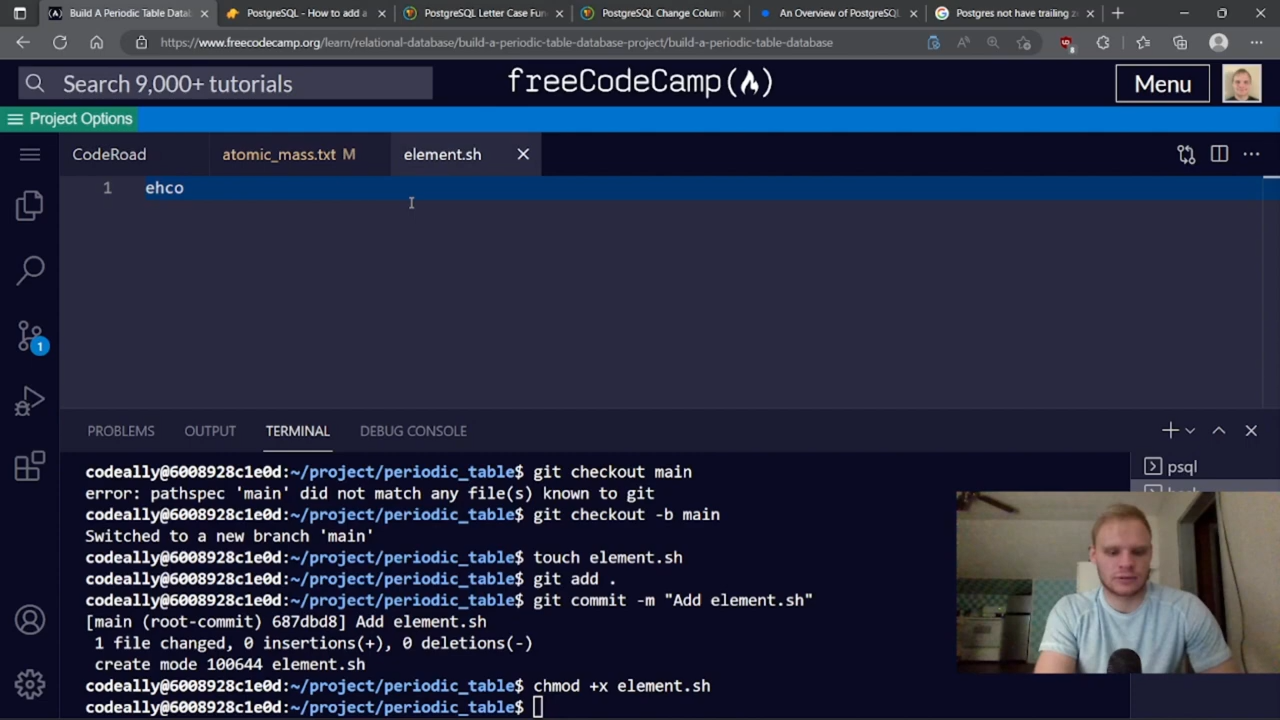 Build A Periodic Table Datab
PostgreSQL - How to add a
PostgreSQL Letter Case Fun
PostgreSQL Change Column
An Overview of PostgreSQL
Postgres not have trailing z
https://www.freecodecamp.org/learn/relational-database/build-a-periodic-table-database-project/build-a-periodic-table-database
Search 9,000+ tutorials
freeCodeCamp
Menu
Project Options
CodeRoad
atomic_mass.txt M
element.sh
1 ehco
1
PROBLEMS OUTPUT TERMINAL DEBUG CONSOLE
psql
codeally@6008928c1e0d:~/project/periodic_table$ git checkout main
error: pathspec 'main' did not match any file(s) known to git
codeally@6008928c1e0d:~/project/periodic_table$ git checkout -b main
Switched to a new branch 'main'
codeally@6008928c1e0d:~/project/periodic_table$ touch element.sh
codeally@6008928c1e0d:~/project/periodic_table$ git add .
codeally@6008928c1e0d:~/project/periodic_table$ git commit -m "Add element.sh"
[main (root-commit) 687dbd8] Add element.sh
1 file changed, 0 insertions(+), 0 deletions(-)
create mode 100644 element.sh
codeally@6008928c1e0d:~/project/periodic_table$ chmod +x element.sh
codeally@6008928c1e0d:~/project/periodic_table$